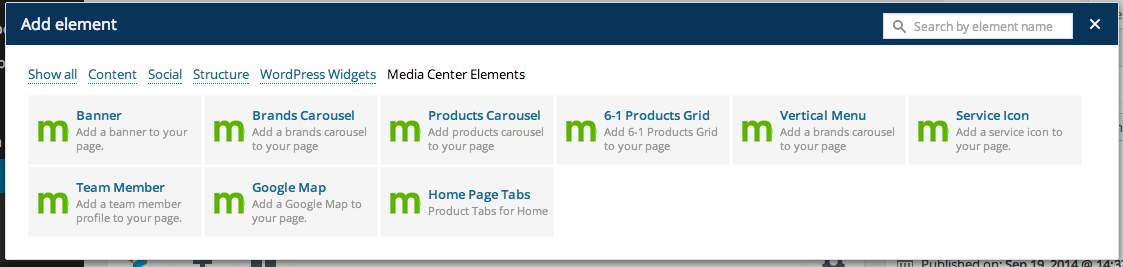 Add element
Search by element name
Show all Content Social Structure WordPress Widgets Media Center Elements
Banner
Add a banner to your
page.
Brands Carousel
Add a brands carousel
to your page
Products Carousel
Add products carousel
to your page
6-1 Products Grid
Add 6-1 Products Grid
to your page
Vertical Menu
Add a brands carousel
to your page
Service Icon
Add a service icon to
your page.
Team Member
Add a team member
profile to your page.
Google Map
Add a Google Map to
your page.
Home Page Tabs
Product Tabs for Home
Published on: Sep 19, 2014 @